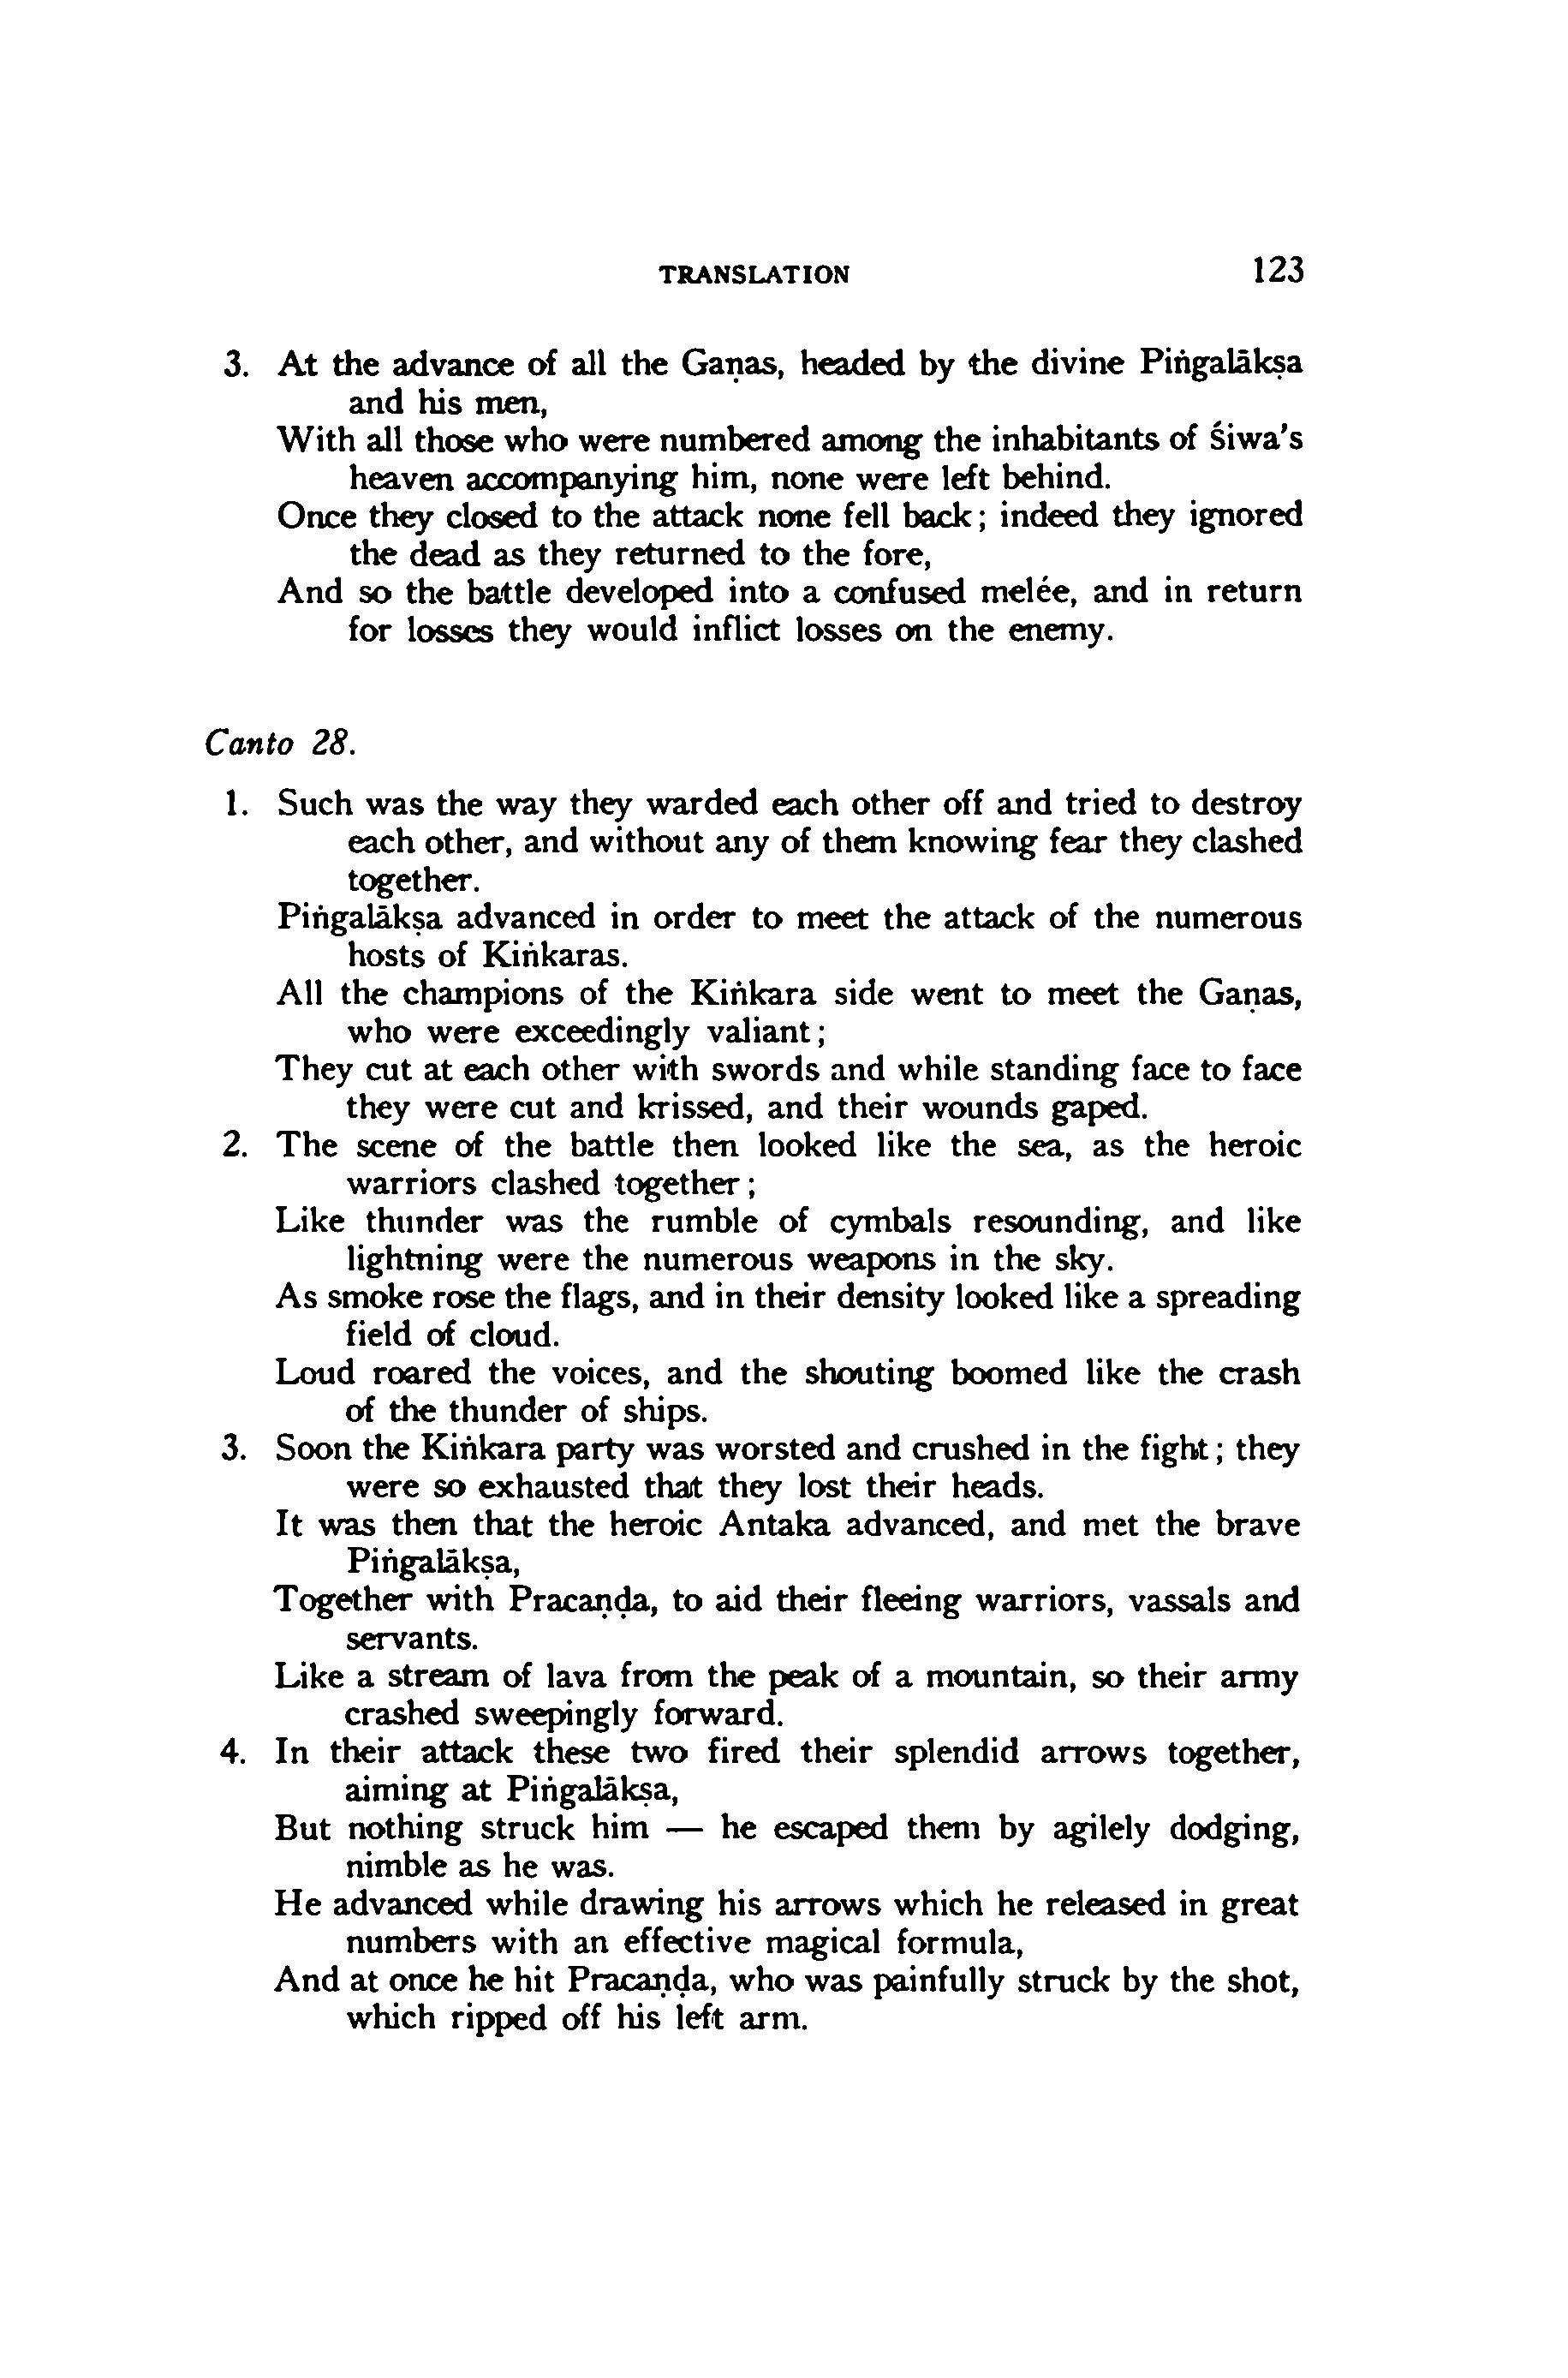 TRANSLATION 123
3. At the advance of all the Gaṇas, headed by the divine Piṅgalākṣa
and his men,
With all those who were numbered among the inhabitants of Śiwa's
heaven accompanying him, none were left behind.
Once they closed to the attack none fell back; indeed they ignored
the dead as they returned to the fore,
And so the battle developed into a confused melée, and in return
for losses they would inflict losses on the enemy.
Canto 28.
1. Such was the way they warded each other off and tried to destroy
each other, and without any of them knowing fear they clashed
together.
Piṅgalākṣa advanced in order to meet the attack of the numerous
hosts of Kiṅkaras.
All the champions of the Kiṅkara side went to meet the Gaṇas,
who were exceedingly valiant;
They cut at each other with swords and while standing face to face
they were cut and krissed, and their wounds gaped.
2. The scene of the battle then looked like the sea, as the heroic
warriors clashed together;
Like thunder was the rumble of cymbals resounding, and like
lightning were the numerous weapons in the sky.
As smoke rose the flags, and in their density looked like a spreading
field of cloud.
Loud roared the voices, and the shouting boomed like the crash
of the thunder of ships.
3. Soon the Kiṅkara party was worsted and crushed in the fight; they
were so exhausted that they lost their heads.
It was then that the heroic Antaka advanced, and met the brave
Piṅgalākṣa,
Together with Pracaṇḍa, to aid their fleeing warriors, vassals and
servants.
Like a stream of lava from the peak of a mountain, so their army
crashed sweepingly forward.
4. In their attack these two fired their splendid arrows together,
aiming at Piṅgalākṣa,
But nothing struck him — he escaped them by agilely dodging,
nimble as he was.
He advanced while drawing his arrows which he released in great
numbers with an effective magical formula,
And at once he hit Pracaṇḍa, who was painfully struck by the shot,
which ripped off his left arm.